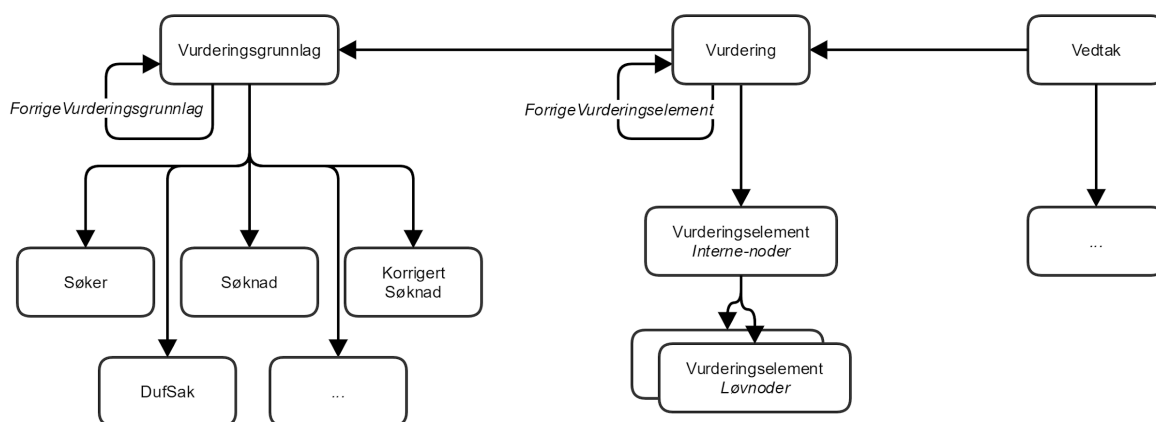 Vurderingsgrunnlag
Vurdering
Vedtak
ForrigeVurderingsgrunnlag
ForrigeVurderingselement
Vurderingselement
Interne-noder
...
Søker
Søknad
Korrigert
Søknad
DufSak
...
Vurderingselement
Løvnoder